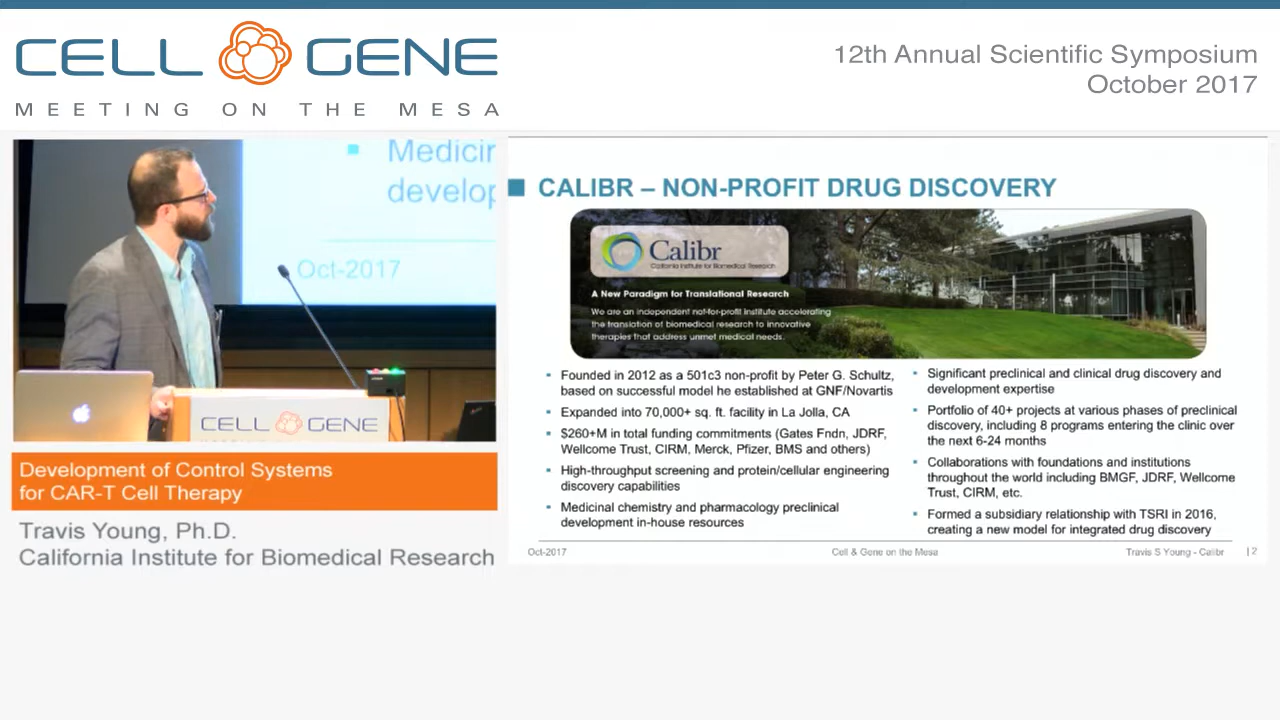 CELL GENE
MEETING ON THE MESA
12th Annual Scientific Symposium
October 2017
Medicin
develop
Oct-2017
CELL GENE
Development of Control Systems
for CAR-T Cell Therapy
Travis Young, Ph.D.
California Institute for Biomedical Research
CALIBR – NON-PROFIT DRUG DISCOVERY
Calibr
California Institute for Biomedical Research
A New Paradigm for Translational Research
We are an independent not-for-profit institute accelerating
the translation of biomedical research to innovative
therapies that address unmet medical needs.
Founded in 2012 as a 501c3 non-profit by Peter G. Schultz,
based on successful model he established at GNF/Novartis
Expanded into 70,000+ sq. ft. facility in La Jolla, CA
$260+M in total funding commitments (Gates Fndn, JDRF,
Wellcome Trust, CIRM, Merck, Pfizer, BMS and others)
High-throughput screening and protein/cellular engineering
discovery capabilities
Medicinal chemistry and pharmacology preclinical
development in-house resources
Significant preclinical and clinical drug discovery and
development expertise
Portfolio of 40+ projects at various phases of preclinical
discovery, including 8 programs entering the clinic over
the next 6-24 months
Collaborations with foundations and institutions
throughout the world including BMGF, JDRF, Wellcome
Trust, CIRM, etc.
Formed a subsidiary relationship with TSRI in 2016,
creating a new model for integrated drug discovery
Oct-2017
Cell & Gene on the Mesa
Travis S Young - Calibr
| 2